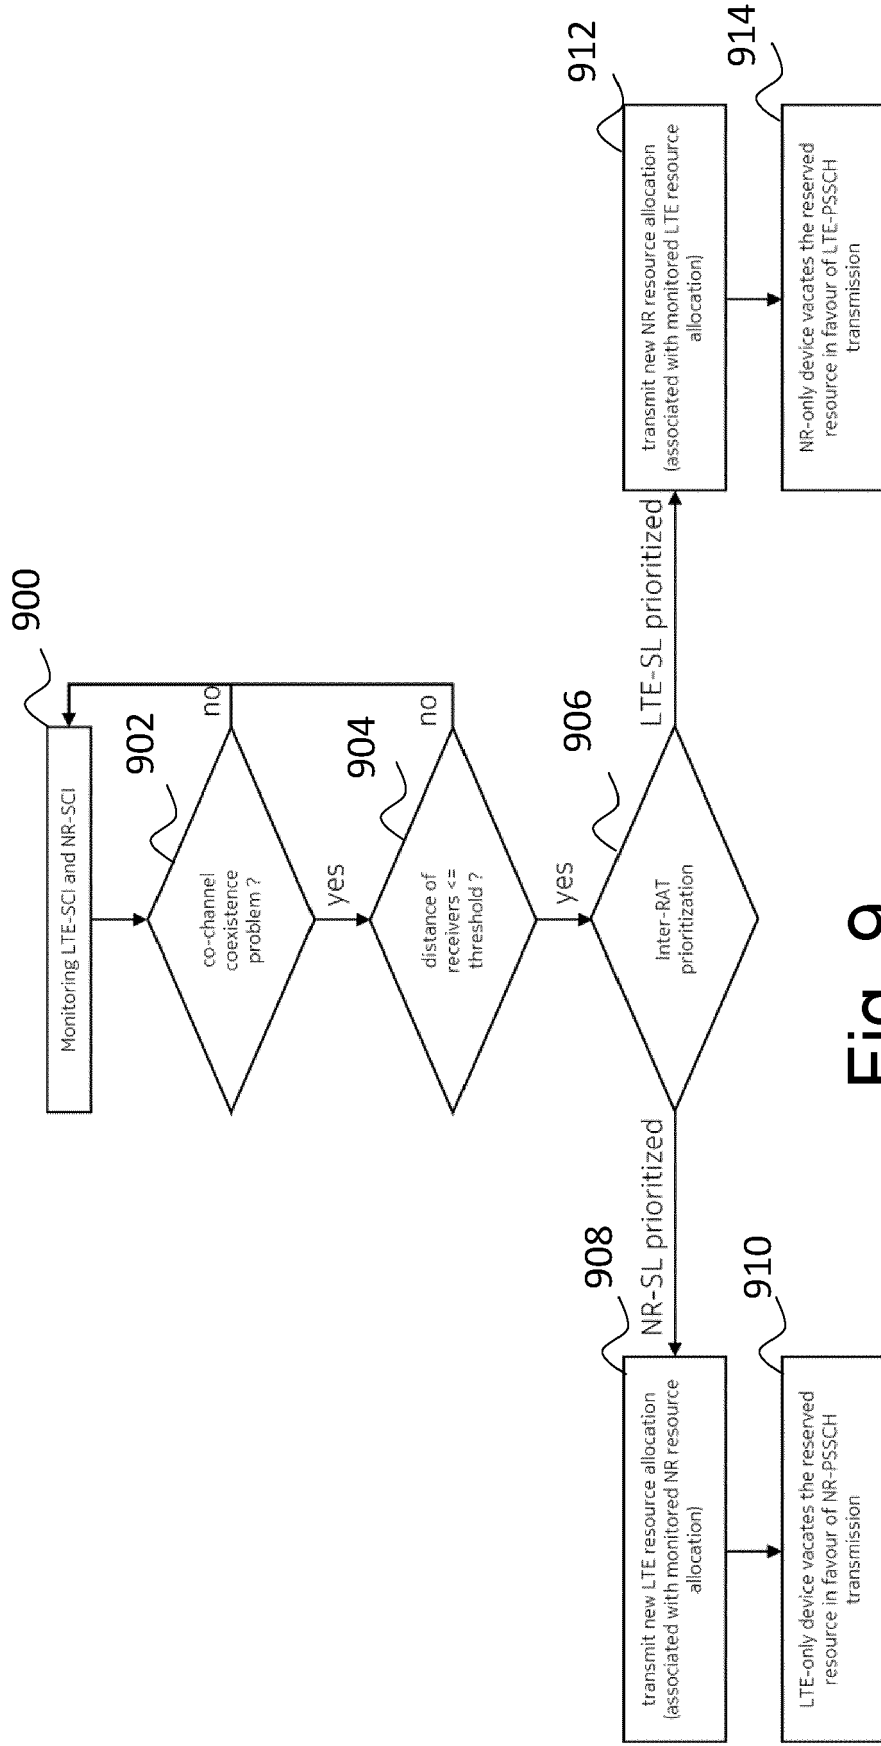 900
Monitoring LTE-SCI and NR-SCI
902
co-channel
coexistence
problem ?
no
yes
904
distance of
receivers <=
threshold ?
no
yes
906
Inter-RAT
prioritization
NR-SL prioritized
LTE-SL prioritized
908
transmit new LTE resource allocation
(associated with monitored NR resource
allocation)
910
LTE-only device vacates the reserved
resource in favour of NR-PSSCH
transmission
912
transmit new NR resource allocation
(associated with monitored LTE resource
allocation)
914
NR-only device vacates the reserved
resource in favour of LTE-PSSCH
transmission
Fig. 9